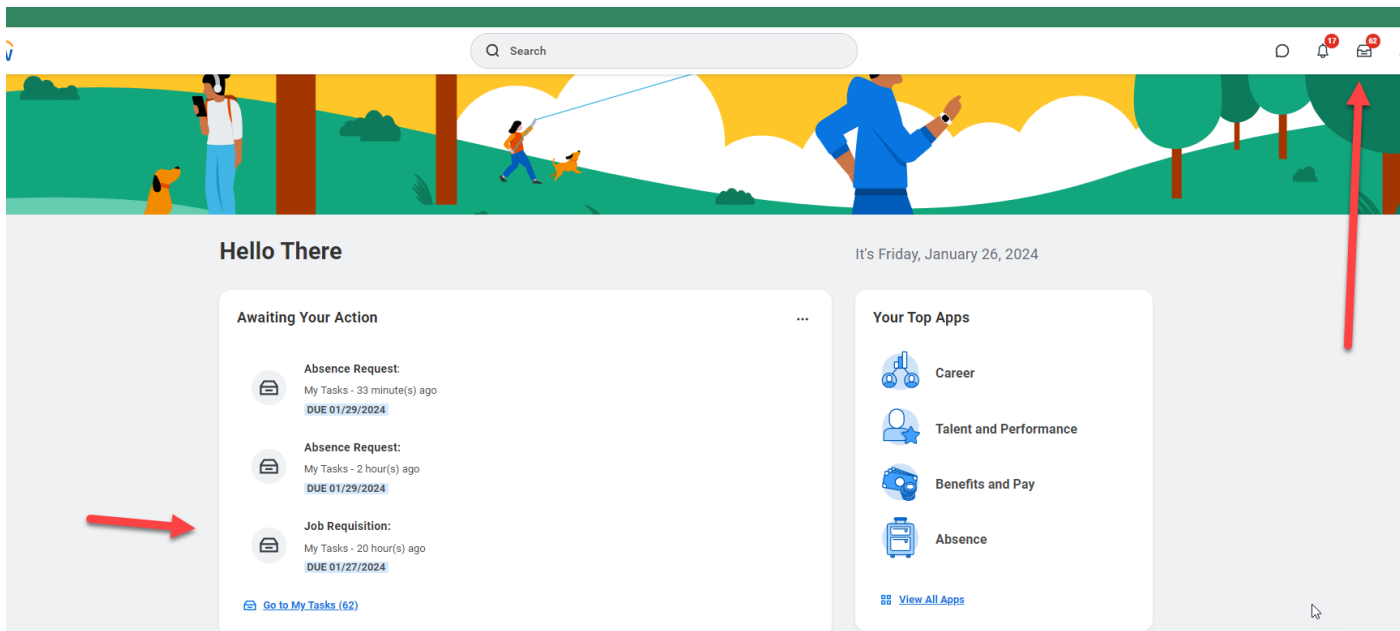 Search
17
62
Hello There
It's Friday, January 26, 2024
Awaiting Your Action
...
Absence Request:
My Tasks - 33 minute(s) ago
DUE 01/29/2024
Absence Request:
My Tasks - 2 hour(s) ago
DUE 01/29/2024
Job Requisition:
My Tasks - 20 hour(s) ago
DUE 01/27/2024
Go to My Tasks (62)
Your Top Apps
Career
Talent and Performance
Benefits and Pay
Absence
View All Apps